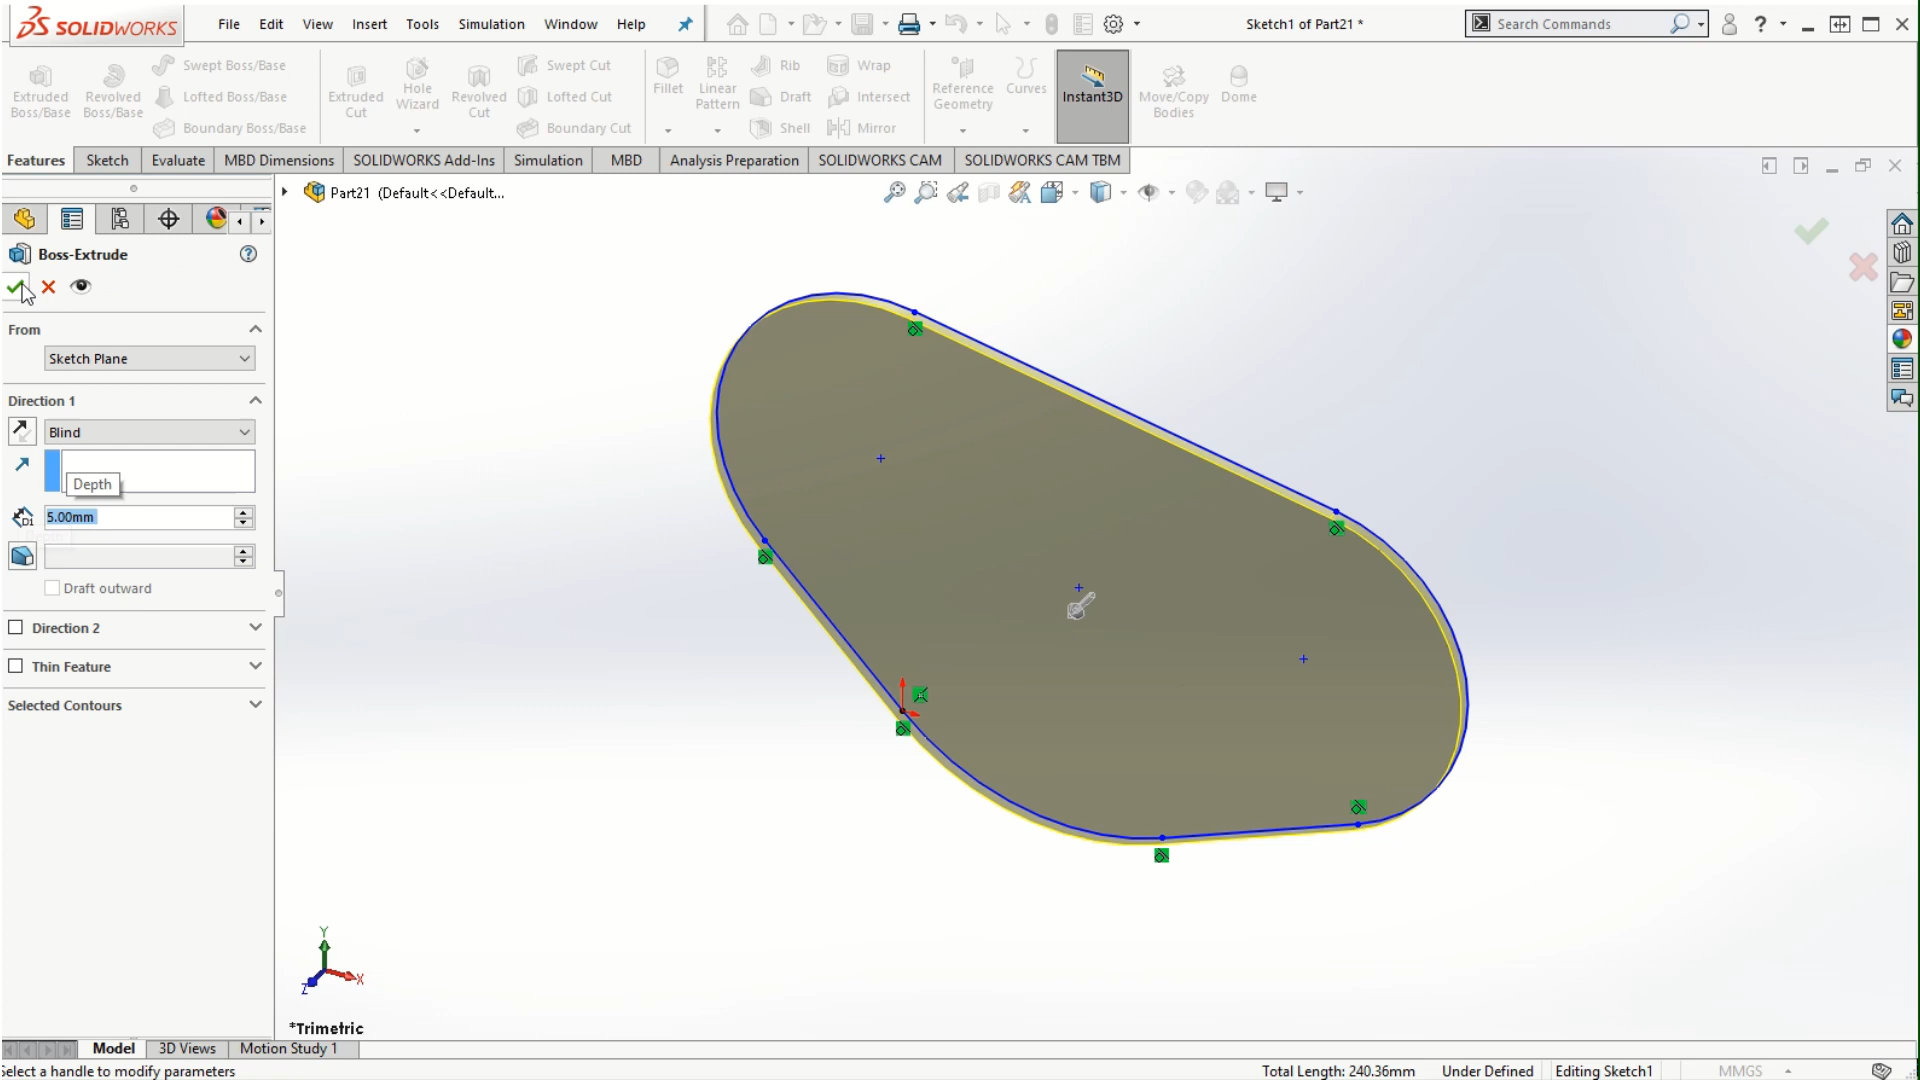 SOLIDWORKS File Edit View Insert Tools Simulation Window Help Sketch1 of Part21 * Search Commands ?
Extruded Boss/Base
Revolved Boss/Base
Swept Boss/Base
Lofted Boss/Base
Boundary Boss/Base
Extruded Cut
Hole Wizard
Revolved Cut
Swept Cut
Lofted Cut
Boundary Cut
Fillet
Linear Pattern
Rib
Draft
Shell
Wrap
Intersect
Mirror
Reference Geometry
Curves
Instant3D
Move/Copy Bodies
Dome
Features Sketch Evaluate MBD Dimensions SOLIDWORKS Add-Ins Simulation MBD Analysis Preparation SOLIDWORKS CAM SOLIDWORKS CAM TBM
Part21 (Default<<Default...
Boss-Extrude ?
From
Sketch Plane
Direction 1
Blind
Depth
D1 5.00mm
Draft outward
Direction 2
Thin Feature
Selected Contours
Y
X
Z
*Trimetric
Model 3D Views Motion Study 1
Select a handle to modify parameters Total Length: 240.36mm Under Defined Editing Sketch1 MMGS